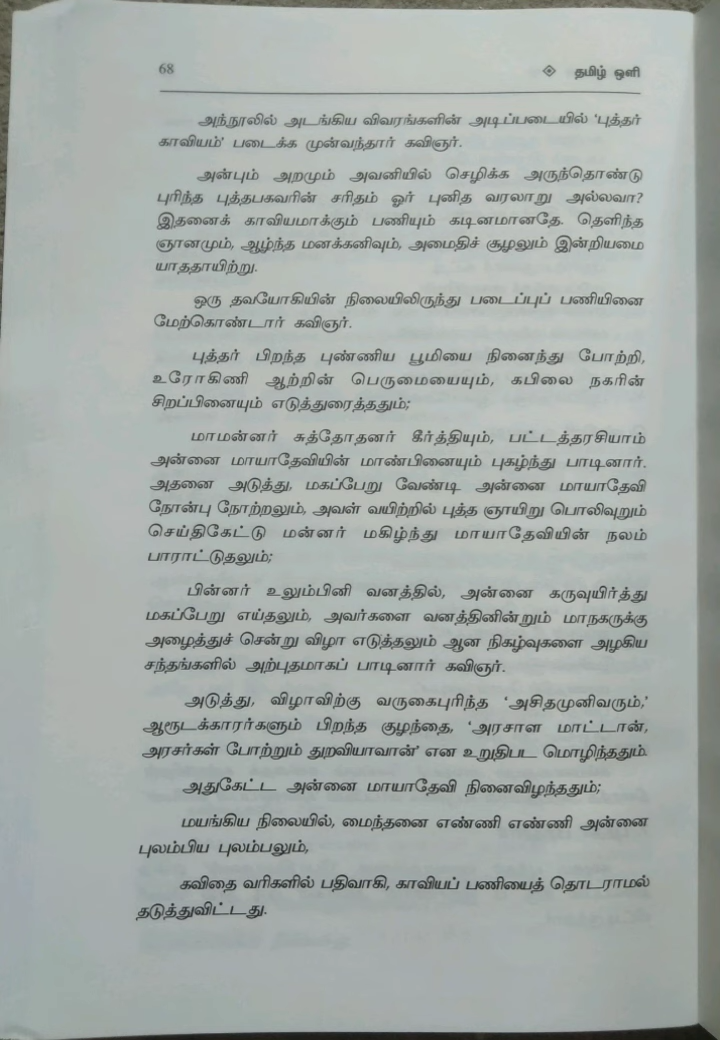 68
தமிழ் ஒளி
அந்நூலில் அடங்கிய விவரங்களின் அடிப்படையில் ‘புத்தர்
காவியம்’ படைக்க முன்வந்தார் கவிஞர்.
அன்பும் அறமும் அவனியில் செழிக்க அருந்தொண்டு
புரிந்த புத்தபகவரின் சரிதம் ஓர் புனித வரலாறு அல்லவா?
இதனைக் காவியமாக்கும் பணியும் கடினமானதே. தெளிந்த
ஞானமும், ஆழ்ந்த மனக்கனிவும், அமைதிச் சூழலும் இன்றியமை
யாததாயிற்று.
ஒரு தவயோகியின் நிலையிலிருந்து படைப்புப் பணியினை
மேற்கொண்டார் கவிஞர்.
புத்தர் பிறந்த புண்ணிய பூமியை நினைந்து போற்றி,
உரோகிணி ஆற்றின் பெருமையையும், கபிலை நகரின்
சிறப்பினையும் எடுத்துரைத்ததும்;
மாமன்னர் சுத்தோதனர் கீர்த்தியும், பட்டத்தரசியாம்
அன்னை மாயாதேவியின் மாண்பினையும் புகழ்ந்து பாடினார்.
அதனை அடுத்து, மகப்பேறு வேண்டி அன்னை மாயாதேவி
நோன்பு நோற்றலும், அவள் வயிற்றில் புத்த ஞாயிறு பொலிவுறும்
செய்திகேட்டு மன்னர் மகிழ்ந்து மாயாதேவியின் நலம்
பாராட்டுதலும்;
பின்னர் உலும்பினி வனத்தில், அன்னை கருவுயிர்த்து
மகப்பேறு எய்தலும், அவர்களை வனத்தினின்றும் மாநகருக்கு
அழைத்துச் சென்று விழா எடுத்தலும் ஆன நிகழ்வுகளை அழகிய
சந்தங்களில் அற்புதமாகப் பாடினார் கவிஞர்.
அடுத்து, விழாவிற்கு வருகைபுரிந்த ‘அசிதமுனிவரும்,’
ஆரூடக்காரர்களும் பிறந்த குழந்தை, ‘அரசாள மாட்டான்,
அரசர்கள் போற்றும் துறவியாவான்’ என உறுதிபட மொழிந்ததும்.
அதுகேட்ட அன்னை மாயாதேவி நினைவிழந்ததும்;
மயங்கிய நிலையில், மைந்தனை எண்ணி எண்ணி அன்னை
புலம்பிய புலம்பலும்,
கவிதை வரிகளில் பதிவாகி, காவியப் பணியைத் தொடராமல்
தடுத்துவிட்டது.